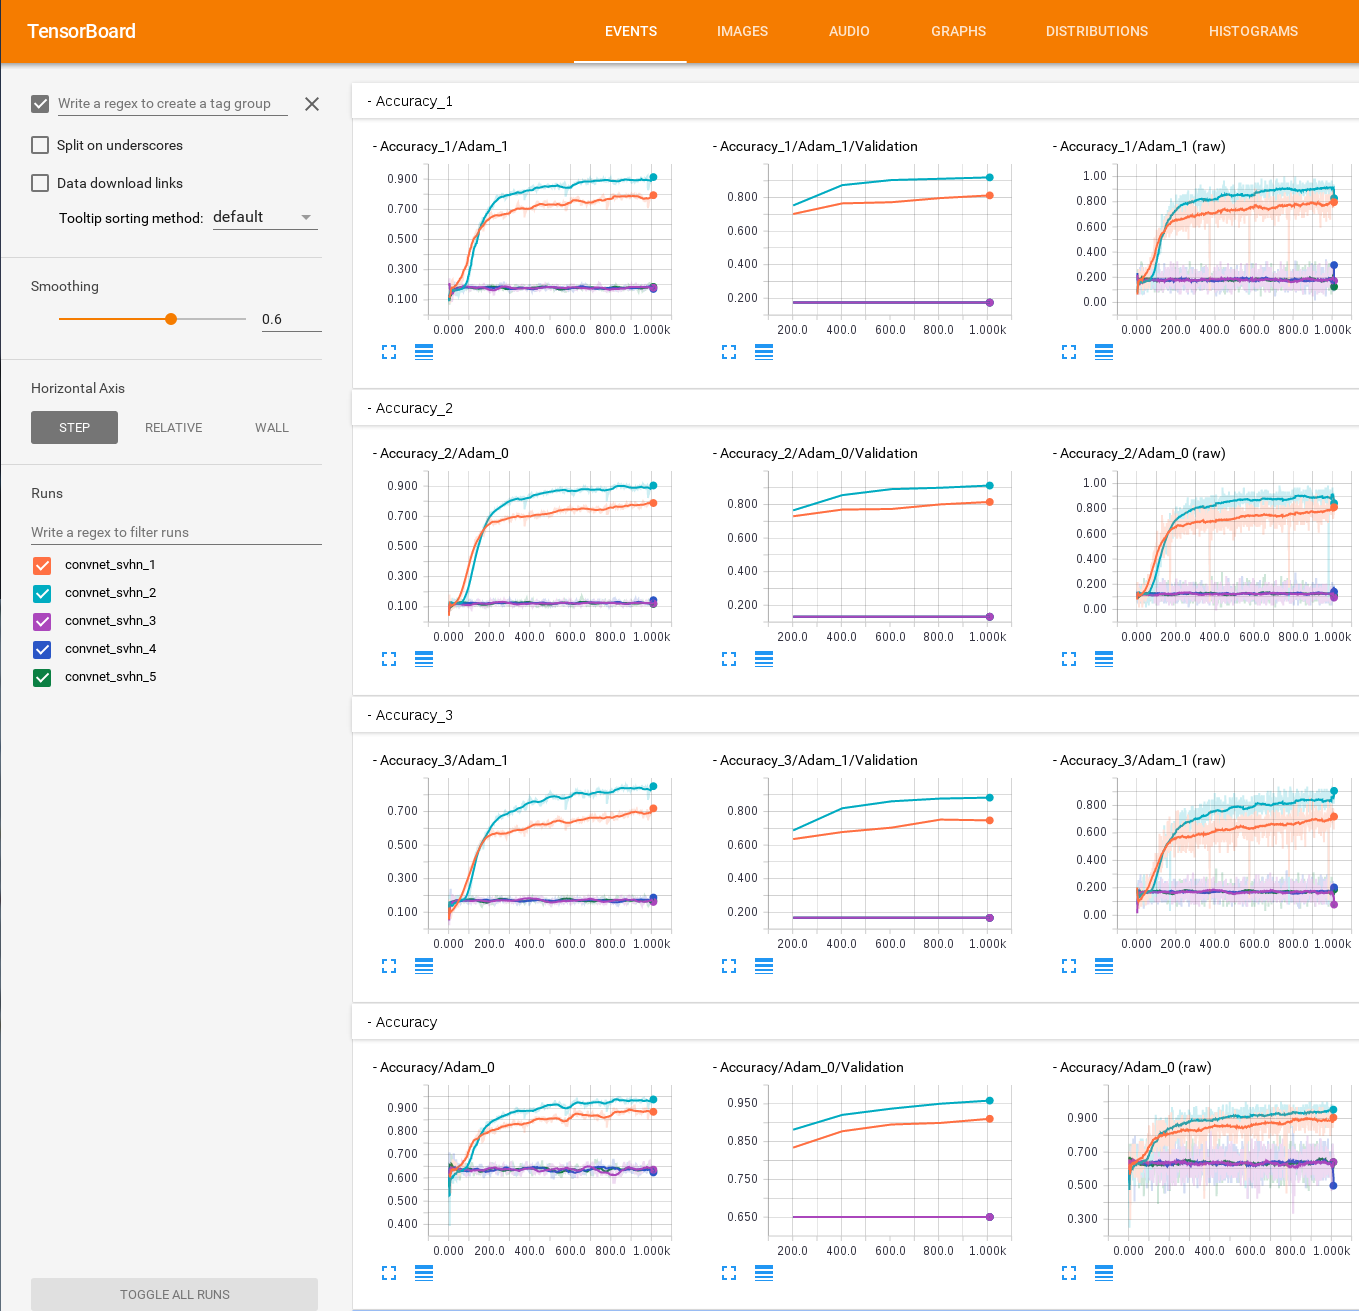 TensorBoard
EVENTS IMAGES AUDIO GRAPHS DISTRIBUTIONS HISTOGRAMS
Write a regex to create a tag group
Split on underscores
Data download links
Tooltip sorting method: default
Smoothing
0.6
Horizontal Axis
STEP RELATIVE WALL
Runs
Write a regex to filter runs
convnet_svhn_1
convnet_svhn_2
convnet_svhn_3
convnet_svhn_4
convnet_svhn_5
TOGGLE ALL RUNS
- Accuracy_1
- Accuracy_1/Adam_1
0.900
0.700
0.500
0.300
0.100
0.000 200.0 400.0 600.0 800.0 1.000k
- Accuracy_1/Adam_1/Validation
0.800
0.600
0.400
0.200
200.0 400.0 600.0 800.0 1.000k
- Accuracy_1/Adam_1 (raw)
1.00
0.800
0.600
0.400
0.200
0.00
0.000 200.0 400.0 600.0 800.0 1.000k
- Accuracy_2
- Accuracy_2/Adam_0
0.900
0.700
0.500
0.300
0.100
0.000 200.0 400.0 600.0 800.0 1.000k
- Accuracy_2/Adam_0/Validation
0.800
0.600
0.400
0.200
200.0 400.0 600.0 800.0 1.000k
- Accuracy_2/Adam_0 (raw)
1.00
0.800
0.600
0.400
0.200
0.00
0.000 200.0 400.0 600.0 800.0 1.000k
- Accuracy_3
- Accuracy_3/Adam_1
0.700
0.500
0.300
0.100
0.000 200.0 400.0 600.0 800.0 1.000k
- Accuracy_3/Adam_1/Validation
0.800
0.600
0.400
0.200
200.0 400.0 600.0 800.0 1.000k
- Accuracy_3/Adam_1 (raw)
0.800
0.600
0.400
0.200
0.00
0.000 200.0 400.0 600.0 800.0 1.000k
- Accuracy
- Accuracy/Adam_0
0.900
0.800
0.700
0.600
0.500
0.400
0.000 200.0 400.0 600.0 800.0 1.000k
- Accuracy/Adam_0/Validation
0.950
0.850
0.750
0.650
200.0 400.0 600.0 800.0 1.000k
- Accuracy/Adam_0 (raw)
0.900
0.700
0.500
0.300
0.000 200.0 400.0 600.0 800.0 1.000k